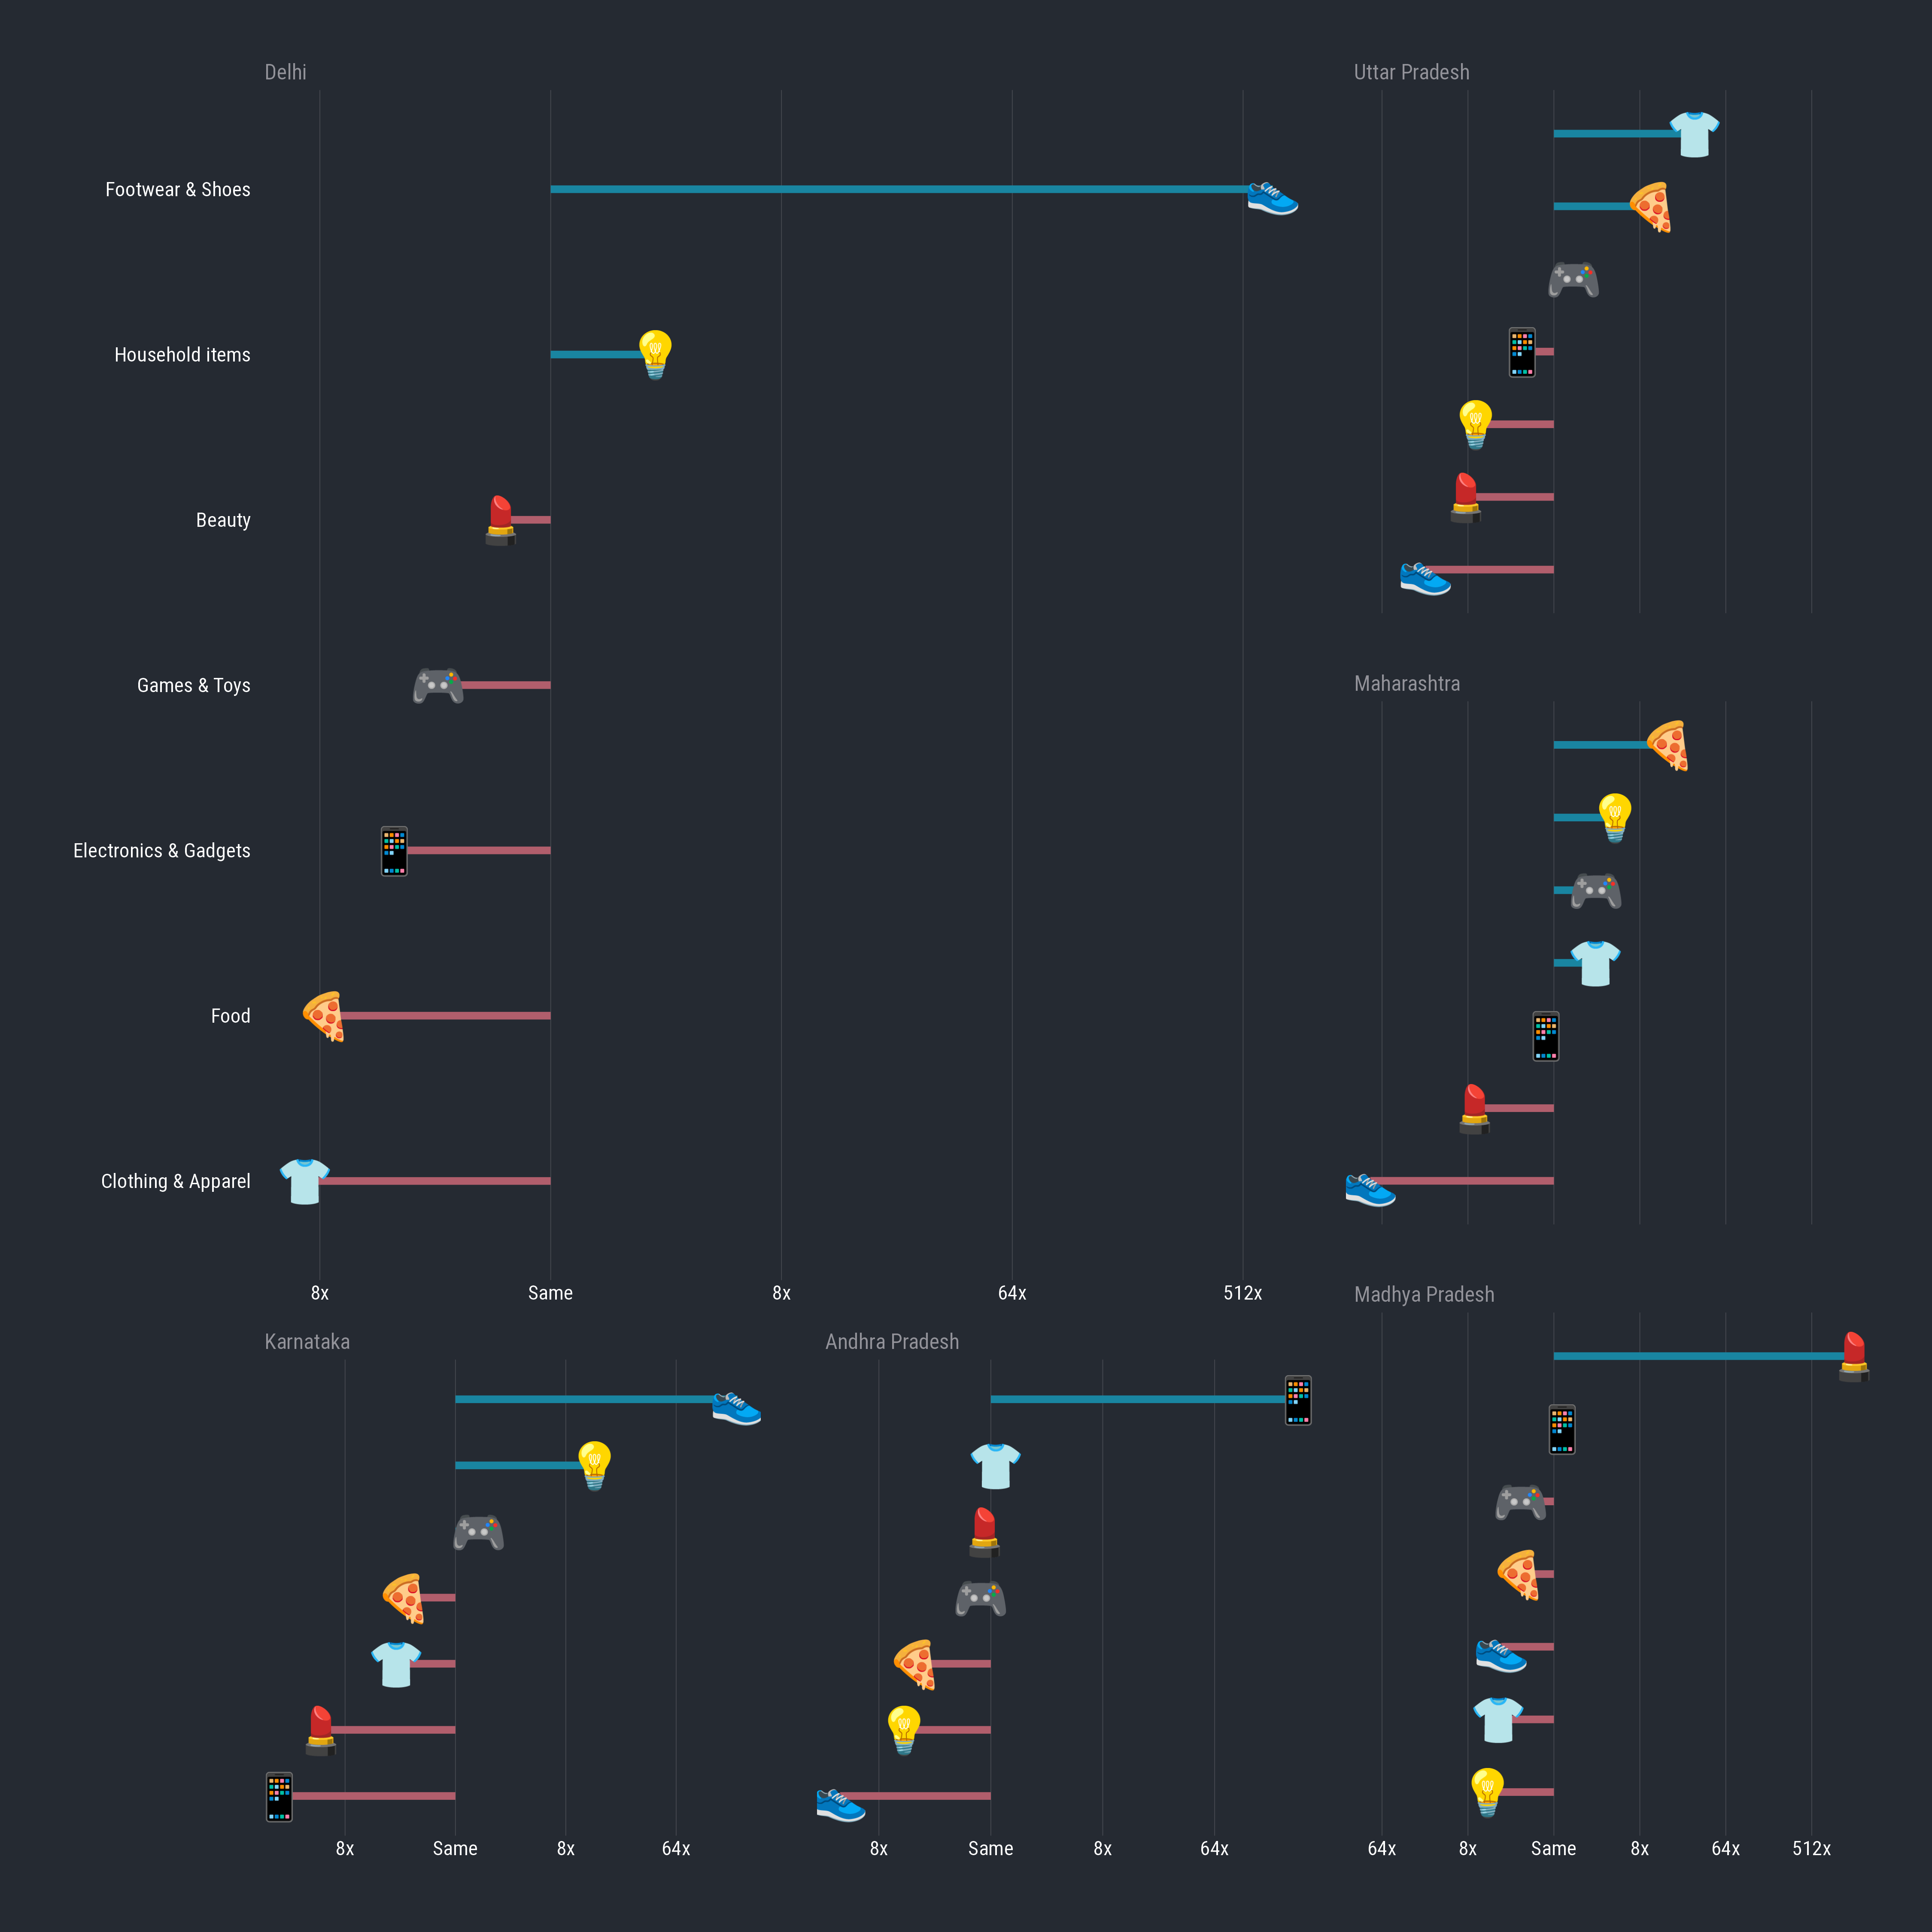 Delhi
Footwear & Shoes
Household items
Beauty
Games & Toys
Electronics & Gadgets
Food
Clothing & Apparel
8x Same 8x 64x 512x
Uttar Pradesh
Maharashtra
Madhya Pradesh
64x 8x Same 8x 64x 512x
Karnataka
8x Same 8x 64x
Andhra Pradesh
8x Same 8x 64x